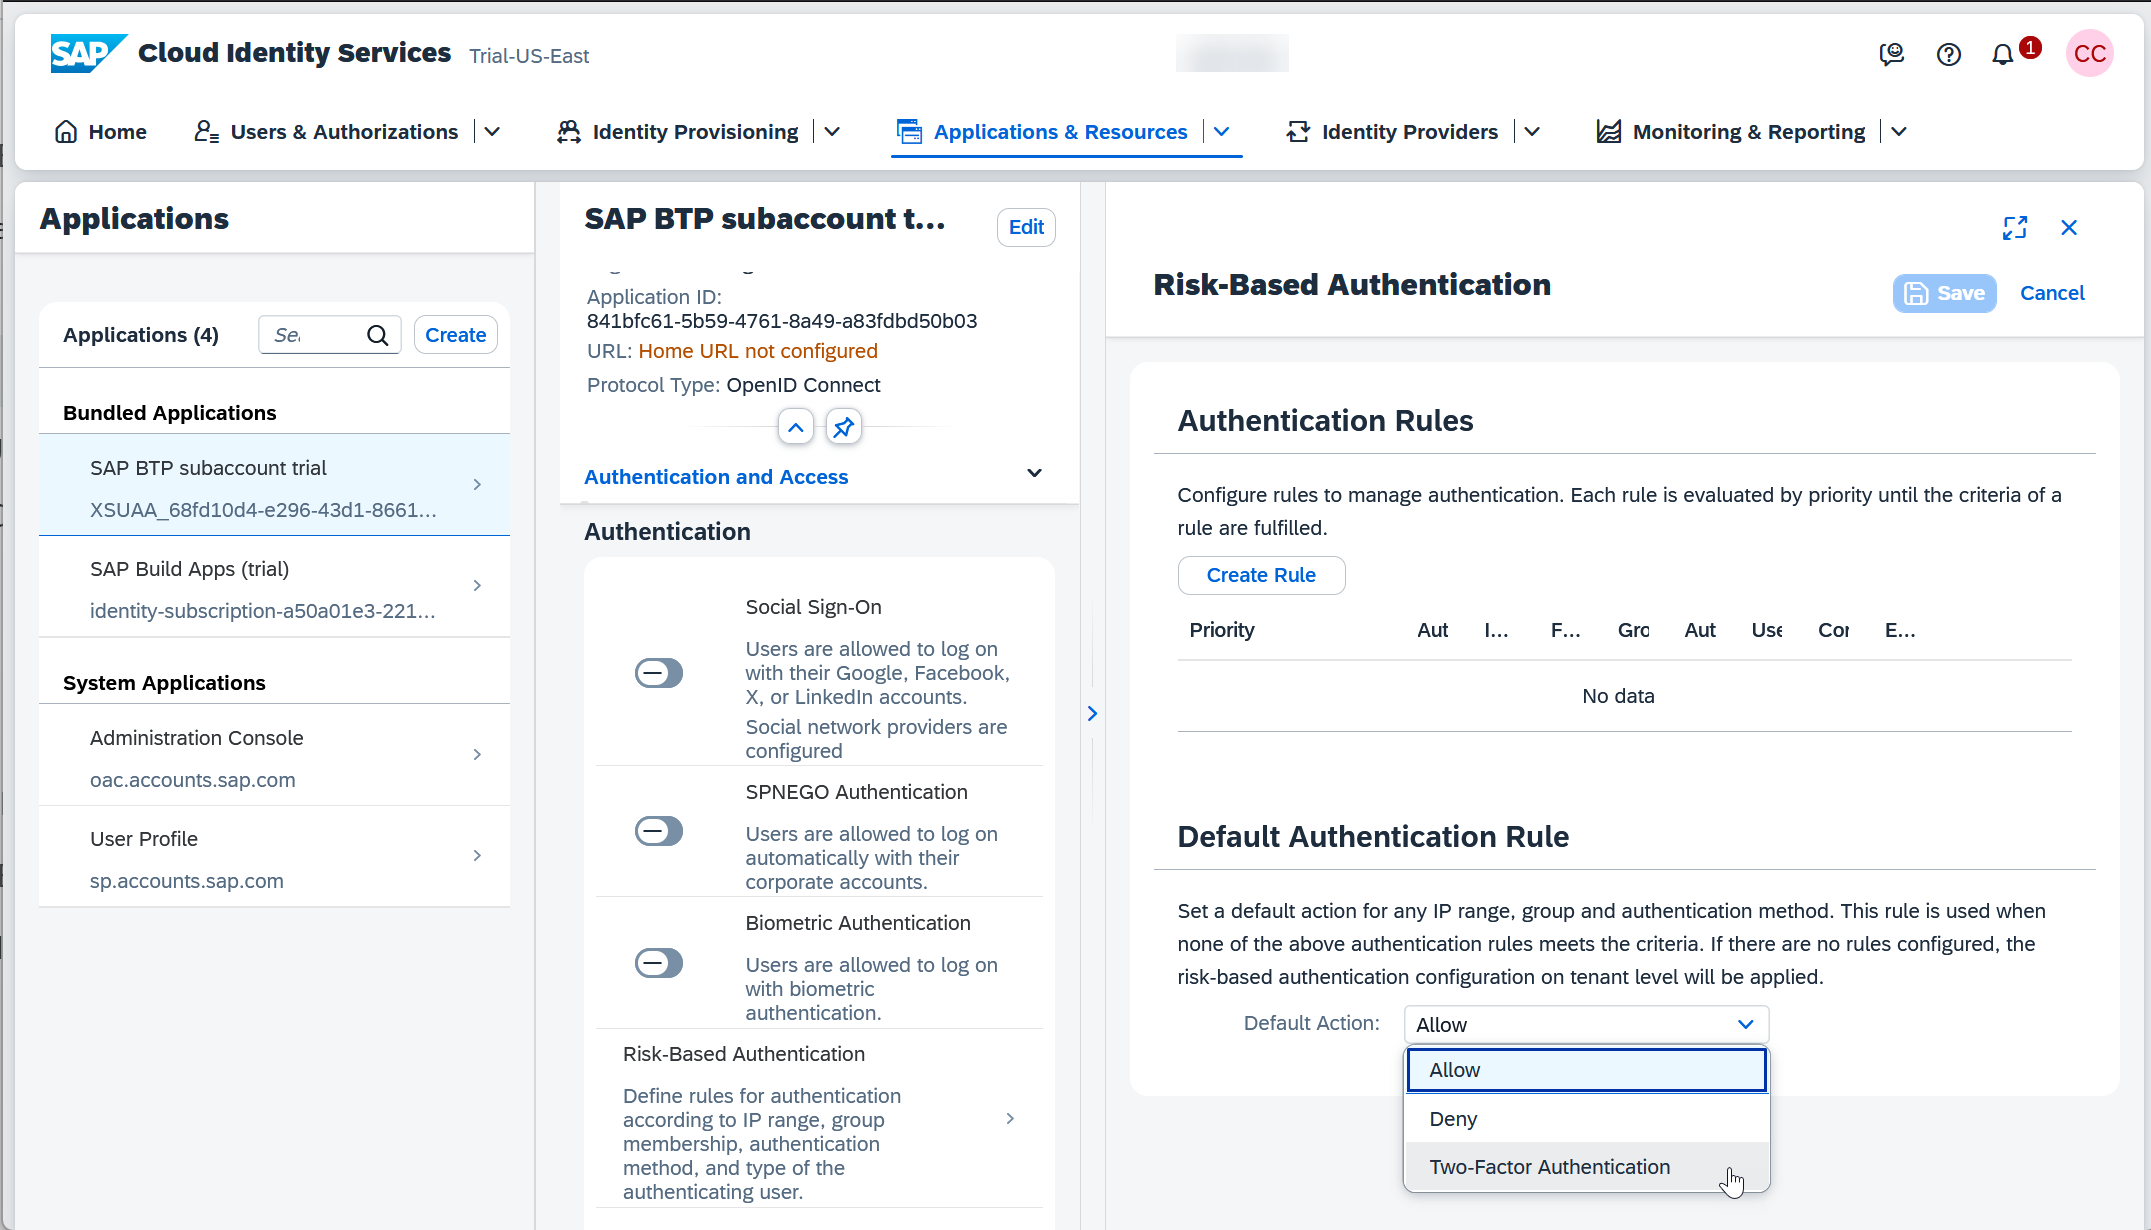 SAP Cloud Identity Services Trial-US-East
1
CC
Home
Users & Authorizations
Identity Provisioning
Applications & Resources
Identity Providers
Monitoring & Reporting
Applications
Applications (4)
Create
Bundled Applications
SAP BTP subaccount trial
XSUAA_68fd10d4-e296-43d1-8661...
SAP Build Apps (trial)
identity-subscription-a50a01e3-221...
System Applications
Administration Console
oac.accounts.sap.com
User Profile
sp.accounts.sap.com
SAP BTP subaccount t...
Edit
Application ID:
841bfc61-5b59-4761-8a49-a83fdbd50b03
URL: Home URL not configured
Protocol Type: OpenID Connect
Authentication and Access
Authentication
Social Sign-On
Users are allowed to log on
with their Google, Facebook,
X, or LinkedIn accounts.
Social network providers are
configured
SPNEGO Authentication
Users are allowed to log on
automatically with their
corporate accounts.
Biometric Authentication
Users are allowed to log on
with biometric
authentication.
Risk-Based Authentication
Define rules for authentication
according to IP range, group
membership, authentication
method, and type of the
authenticating user.
Risk-Based Authentication
Save
Cancel
Authentication Rules
Configure rules to manage authentication. Each rule is evaluated by priority until the criteria of a
rule are fulfilled.
Create Rule
Priority Aut I... F... Gro Aut Use Cor E...
No data
Default Authentication Rule
Set a default action for any IP range, group and authentication method. This rule is used when
none of the above authentication rules meets the criteria. If there are no rules configured, the
risk-based authentication configuration on tenant level will be applied.
Default Action: Allow
Allow
Deny
Two-Factor Authentication